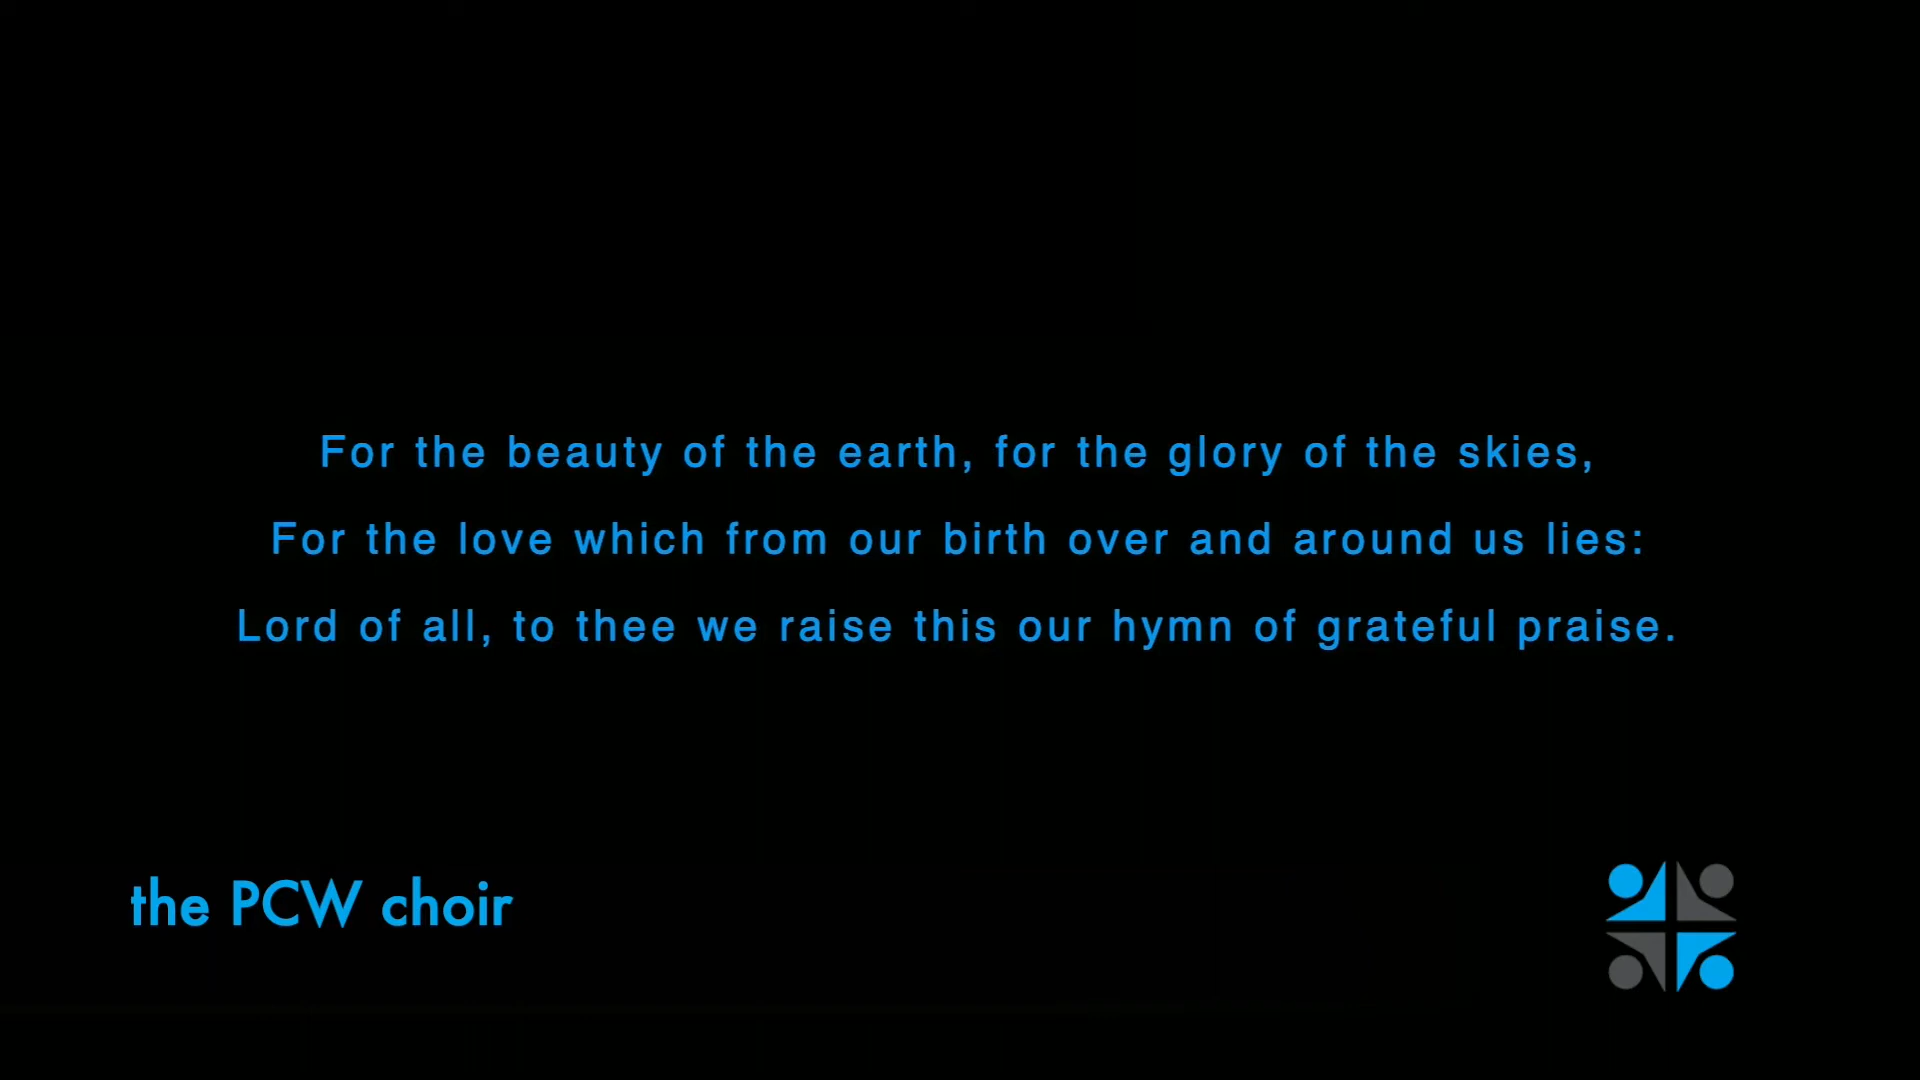 For the beauty of the earth, for the glory of the skies,
For the love which from our birth over and around us lies:
Lord of all, to thee we raise this our hymn of grateful praise.
the PCW choir